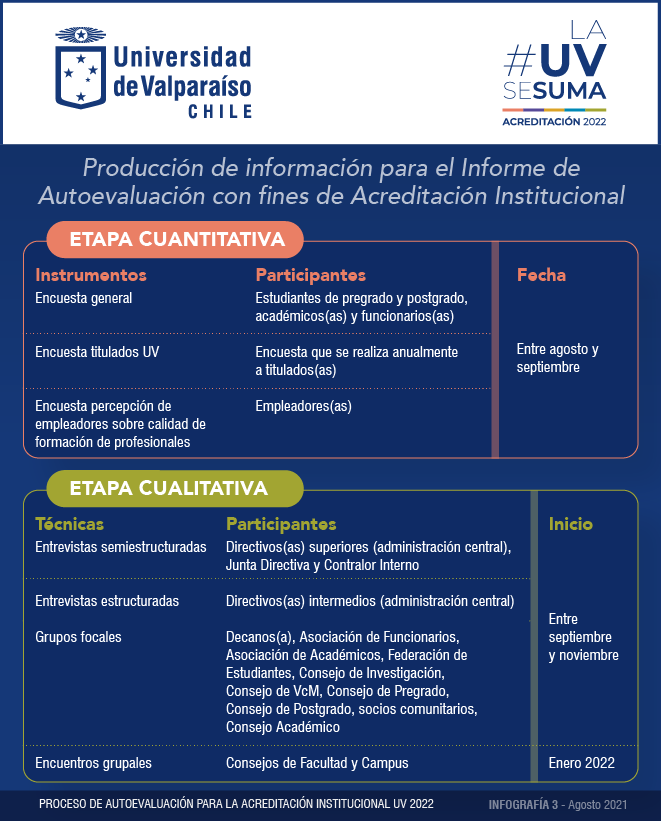 Universidad
de Valparaíso
CHILE
LA
#UV
SESUMA
ACREDITACIÓN 2022
Producción de información para el Informe de
Autoevaluación con fines de Acreditación Institucional
ETAPA CUANTITATIVA
Instrumentos
Participantes
Fecha
Encuesta general
Estudiantes de pregrado y postgrado,
académicos(as) y funcionarios(as)
Encuesta titulados UV
Encuesta que se realiza anualmente
a titulados(as)
Encuesta percepción de
empleadores sobre calidad de
formación de profesionales
Empleadores(as)
Entre agosto y
septiembre
ETAPA CUALITATIVA
Técnicas
Participantes
Inicio
Entrevistas semiestructuradas
Directivos(as) superiores (administración central),
Junta Directiva y Contralor Interno
Entrevistas estructuradas
Directivos(as) intermedios (administración central)
Grupos focales
Decanos(a), Asociación de Funcionarios,
Asociación de Académicos, Federación de
Estudiantes, Consejo de Investigación,
Consejo de VcM, Consejo de Pregrado,
Consejo de Postgrado, socios comunitarios,
Consejo Académico
Entre
septiembre
y noviembre
Encuentros grupales
Consejos de Facultad y Campus
Enero 2022
PROCESO DE AUTOEVALUACIÓN PARA LA ACREDITACIÓN INSTITUCIONAL UV 2022
INFOGRAFÍA 3 - Agosto 2021